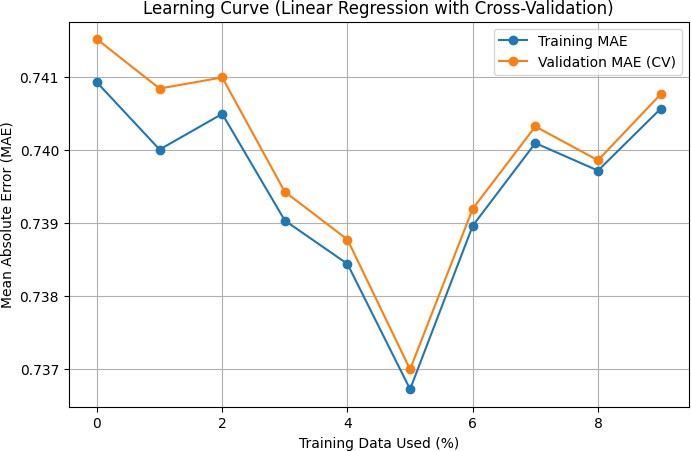 Learning Curve (Linear Regression with Cross-Validation)
Training MAE
Validation MAE (CV)
Mean Absolute Error (MAE)
0.741
0.740
0.739
0.738
0.737
0 2 4 6 8
Training Data Used (%)